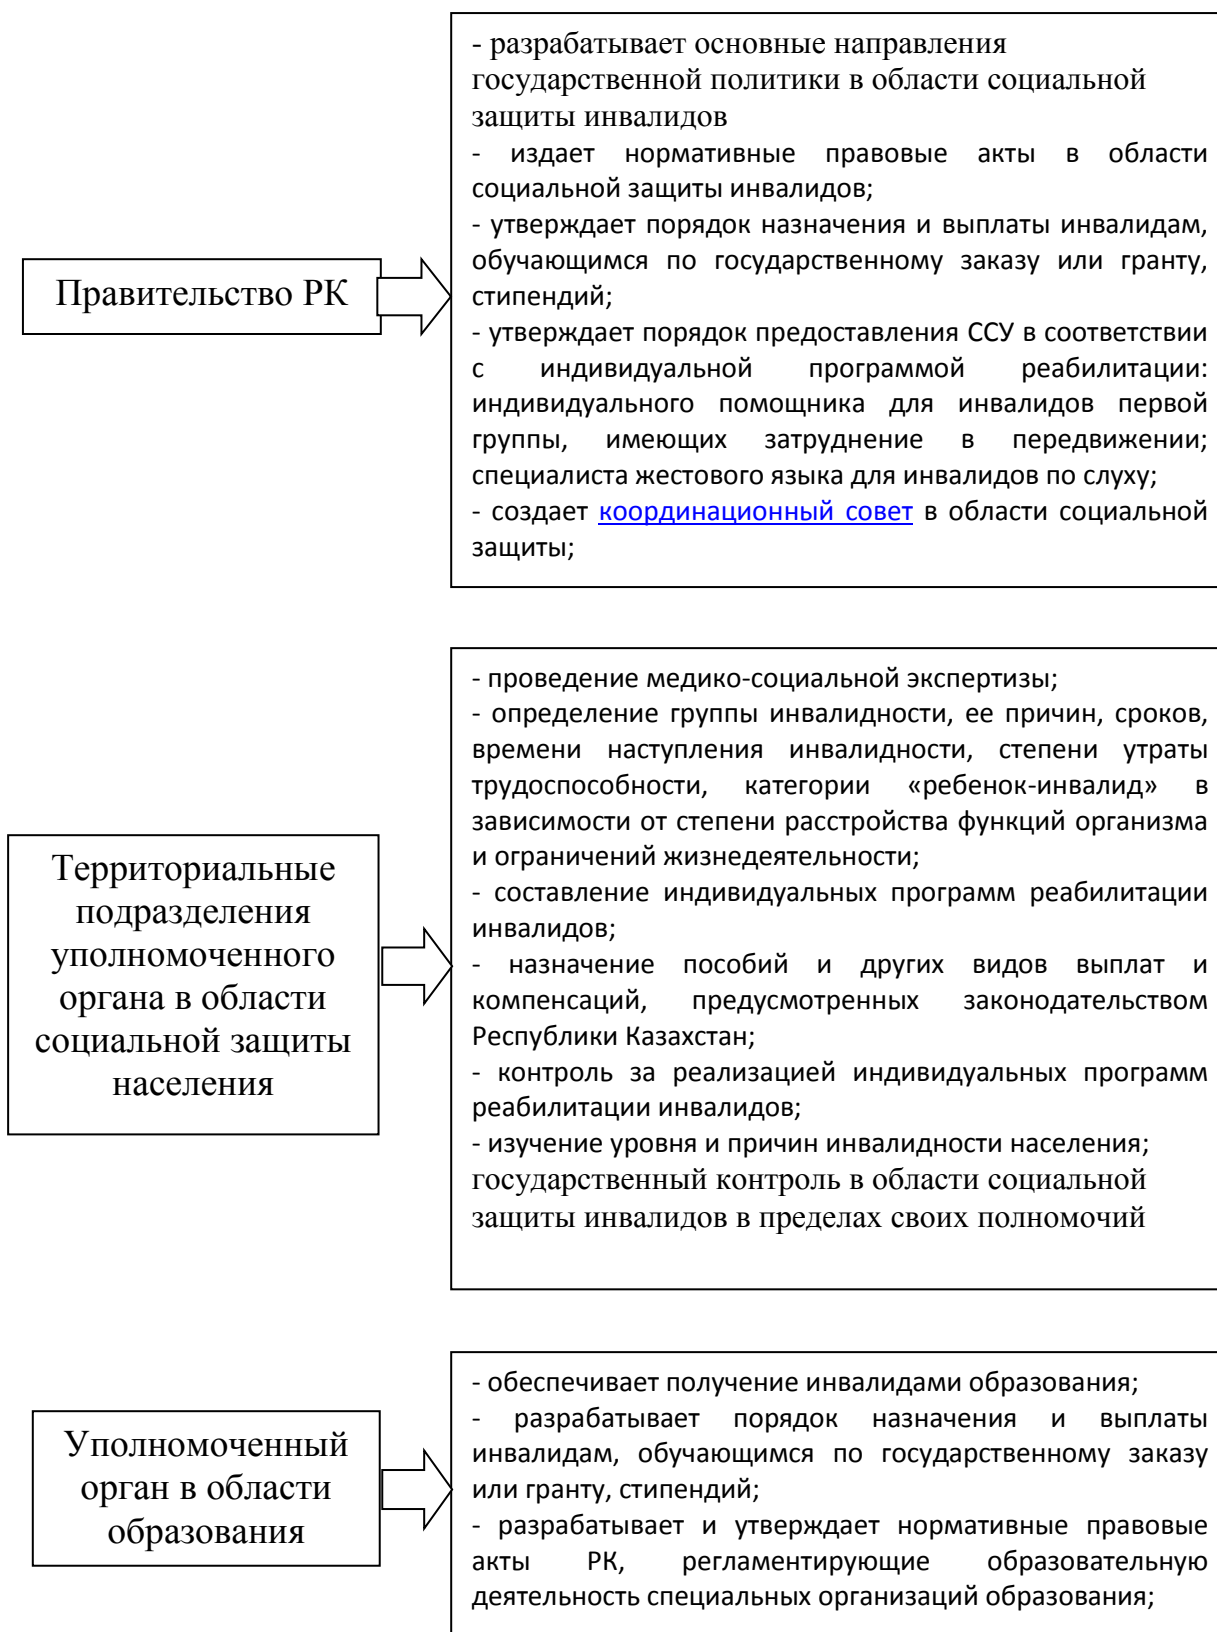 - разрабатывает основные направления
государственной политики в области социальной
защиты инвалидов
- издает нормативные правовые акты в области
социальной защиты инвалидов;
- утверждает порядок назначения и выплаты инвалидам,
обучающимся по государственному заказу или гранту,
стипендий;
- утверждает порядок предоставления ССУ в соответствии
с индивидуальной программой реабилитации:
индивидуального помощника для инвалидов первой
группы, имеющих затруднение в передвижении;
специалиста жестового языка для инвалидов по слуху;
- создает координационный совет в области социальной
защиты;
Правительство РК
- проведение медико-социальной экспертизы;
- определение группы инвалидности, ее причин, сроков,
времени наступления инвалидности, степени утраты
трудоспособности, категории «ребенок-инвалид» в
зависимости от степени расстройства функций организма
и ограничений жизнедеятельности;
- составление индивидуальных программ реабилитации
инвалидов;
- назначение пособий и других видов выплат и
компенсаций, предусмотренных законодательством
Республики Казахстан;
- контроль за реализацией индивидуальных программ
реабилитации инвалидов;
- изучение уровня и причин инвалидности населения;
государственный контроль в области социальной
защиты инвалидов в пределах своих полномочий
Территориальные
подразделения
уполномоченного
органа в области
социальной защиты
населения
- обеспечивает получение инвалидами образования;
- разрабатывает порядок назначения и выплаты
инвалидам, обучающимся по государственному заказу
или гранту, стипендий;
- разрабатывает и утверждает нормативные правовые
акты РК, регламентирующие образовательную
деятельность специальных организаций образования;
Уполномоченный
орган в области
образования